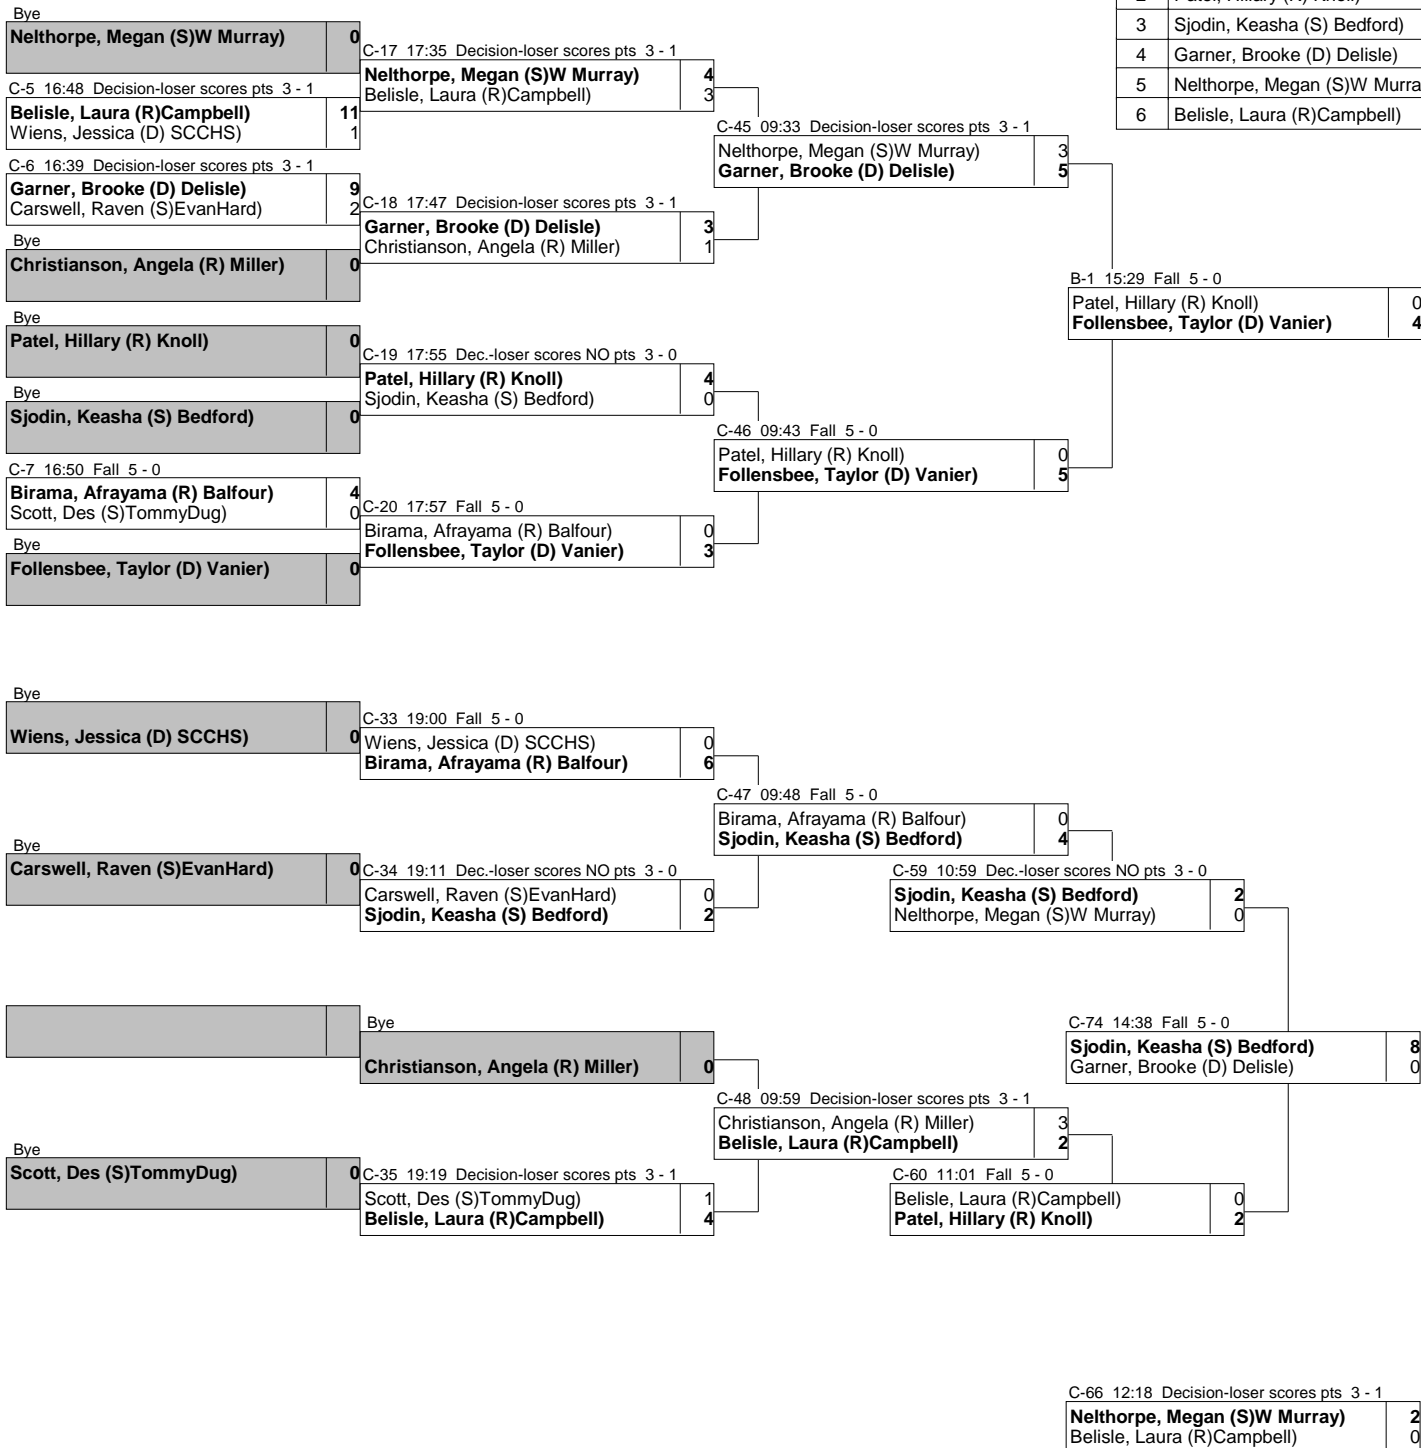 Bye
Nelthorpe, Megan (S)W Murray) 0
C-5 16:48 Decision-loser scores pts 3 - 1
Belisle, Laura (R)Campbell) 11
Wiens, Jessica (D) SCCHS) 1
C-6 16:39 Decision-loser scores pts 3 - 1
Garner, Brooke (D) Delisle) 9
Carswell, Raven (S)EvanHard) 2
Bye
Christianson, Angela (R) Miller) 0
Bye
Patel, Hillary (R) Knoll) 0
Bye
Sjodin, Keasha (S) Bedford) 0
C-7 16:50 Fall 5 - 0
Birama, Afrayama (R) Balfour) 4
Scott, Des (S)TommyDug) 0
Bye
Follensbee, Taylor (D) Vanier) 0
C-17 17:35 Decision-loser scores pts 3 - 1
Nelthorpe, Megan (S)W Murray) 4
Belisle, Laura (R)Campbell) 3
C-18 17:47 Decision-loser scores pts 3 - 1
Garner, Brooke (D) Delisle) 3
Christianson, Angela (R) Miller) 1
C-19 17:55 Dec.-loser scores NO pts 3 - 0
Patel, Hillary (R) Knoll) 4
Sjodin, Keasha (S) Bedford) 0
C-20 17:57 Fall 5 - 0
Birama, Afrayama (R) Balfour) 0
Follensbee, Taylor (D) Vanier) 3
C-45 09:33 Decision-loser scores pts 3 - 1
Nelthorpe, Megan (S)W Murray) 3
Garner, Brooke (D) Delisle) 5
C-46 09:43 Fall 5 - 0
Patel, Hillary (R) Knoll) 0
Follensbee, Taylor (D) Vanier) 5
B-1 15:29 Fall 5 - 0
Patel, Hillary (R) Knoll) 0
Follensbee, Taylor (D) Vanier) 4
3 Sjodin, Keasha (S) Bedford)
4 Garner, Brooke (D) Delisle)
5 Nelthorpe, Megan (S)W Murra
6 Belisle, Laura (R)Campbell)
Bye
Wiens, Jessica (D) SCCHS) 0
Bye
Carswell, Raven (S)EvanHard) 0
Bye
Scott, Des (S)TommyDug) 0
C-33 19:00 Fall 5 - 0
Wiens, Jessica (D) SCCHS) 0
Birama, Afrayama (R) Balfour) 6
C-34 19:11 Dec.-loser scores NO pts 3 - 0
Carswell, Raven (S)EvanHard) 0
Sjodin, Keasha (S) Bedford) 2
Bye
Christianson, Angela (R) Miller) 0
C-35 19:19 Decision-loser scores pts 3 - 1
Scott, Des (S)TommyDug) 1
Belisle, Laura (R)Campbell) 4
C-47 09:48 Fall 5 - 0
Birama, Afrayama (R) Balfour) 0
Sjodin, Keasha (S) Bedford) 4
C-48 09:59 Decision-loser scores pts 3 - 1
Christianson, Angela (R) Miller) 3
Belisle, Laura (R)Campbell) 2
C-59 10:59 Dec.-loser scores NO pts 3 - 0
Sjodin, Keasha (S) Bedford) 2
Nelthorpe, Megan (S)W Murray) 0
C-60 11:01 Fall 5 - 0
Belisle, Laura (R)Campbell) 0
Patel, Hillary (R) Knoll) 2
C-74 14:38 Fall 5 - 0
Sjodin, Keasha (S) Bedford) 8
Garner, Brooke (D) Delisle) 0
C-66 12:18 Decision-loser scores pts 3 - 1
Nelthorpe, Megan (S)W Murray) 2
Belisle, Laura (R)Campbell) 0